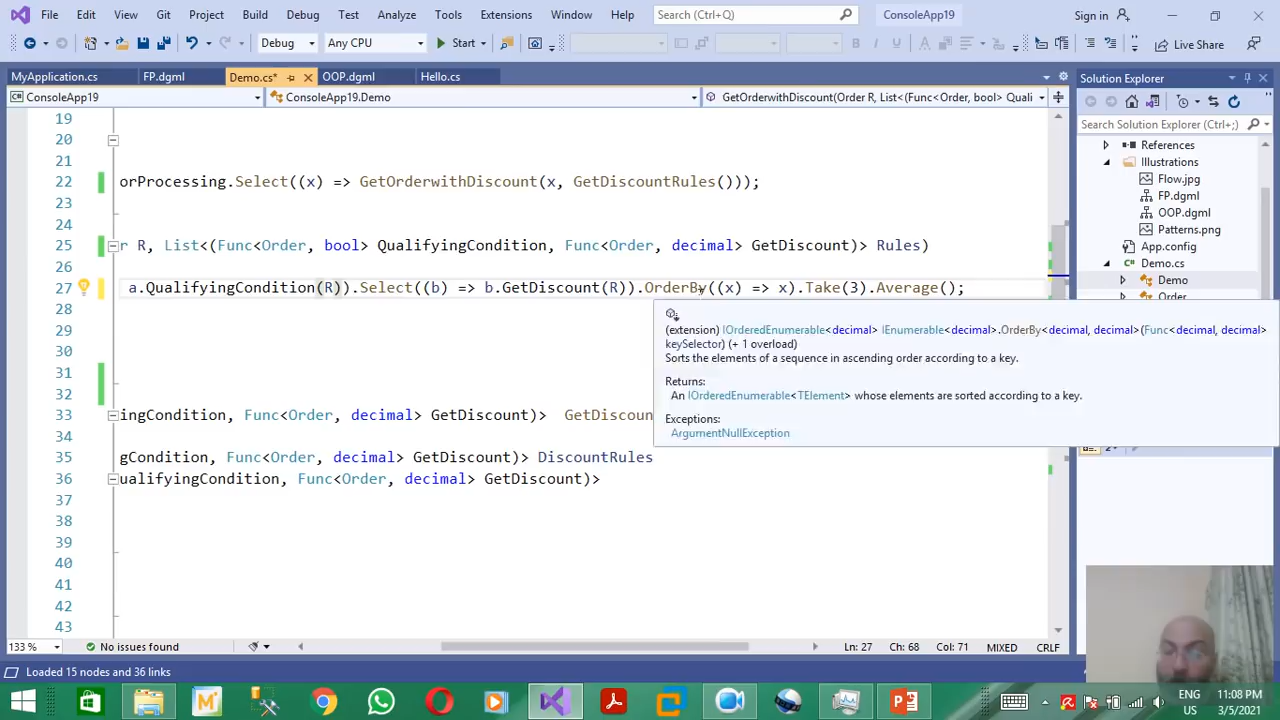 File Edit View Git Project Build Debug Test Analyze Tools Extensions Window Help Search (Ctrl+Q) ConsoleApp19 Sign in
Debug Any CPU Start Live Share
MyApplication.cs FP.dgml Demo.cs* OOP.dgml Hello.cs Solution Explorer
ConsoleApp19 ConsoleApp19.Demo GetOrderwithDiscount(Order R, List<(Func<Order, bool> Quali
Search Solution Explorer (Ctrl+;)
19
20
21
22 orProcessing.Select((x) => GetOrderwithDiscount(x, GetDiscountRules()));
23
24
25 r R, List<(Func<Order, bool> QualifyingCondition, Func<Order, decimal> GetDiscount)> Rules)
26
27 a.QualifyingCondition(R)).Select((b) => b.GetDiscount(R)).OrderBy((x) => x).Take(3).Average();
28
29
30
31
32
33 ingCondition, Func<Order, decimal> GetDiscount)> GetDiscoun
34
35 gCondition, Func<Order, decimal> GetDiscount)> DiscountRules
36 ualifyingCondition, Func<Order, decimal> GetDiscount)>
37
38
39
40
41
42
43
(extension) IOrderedEnumerable<decimal> IEnumerable<decimal>.OrderBy<decimal, decimal>(Func<decimal, decimal>
keySelector) (+ 1 overload)
Sorts the elements of a sequence in ascending order according to a key.
Returns:
An IOrderedEnumerable<TElement> whose elements are sorted according to a key.
Exceptions:
ArgumentNullException
References
Illustrations
Flow.jpg
FP.dgml
OOP.dgml
Patterns.png
App.config
Demo.cs
Demo
Order
133 % No issues found Ln: 27 Ch: 68 Col: 71 MIXED CRLF
Loaded 15 nodes and 36 links
ENG 11:08 PM
US 3/5/2021